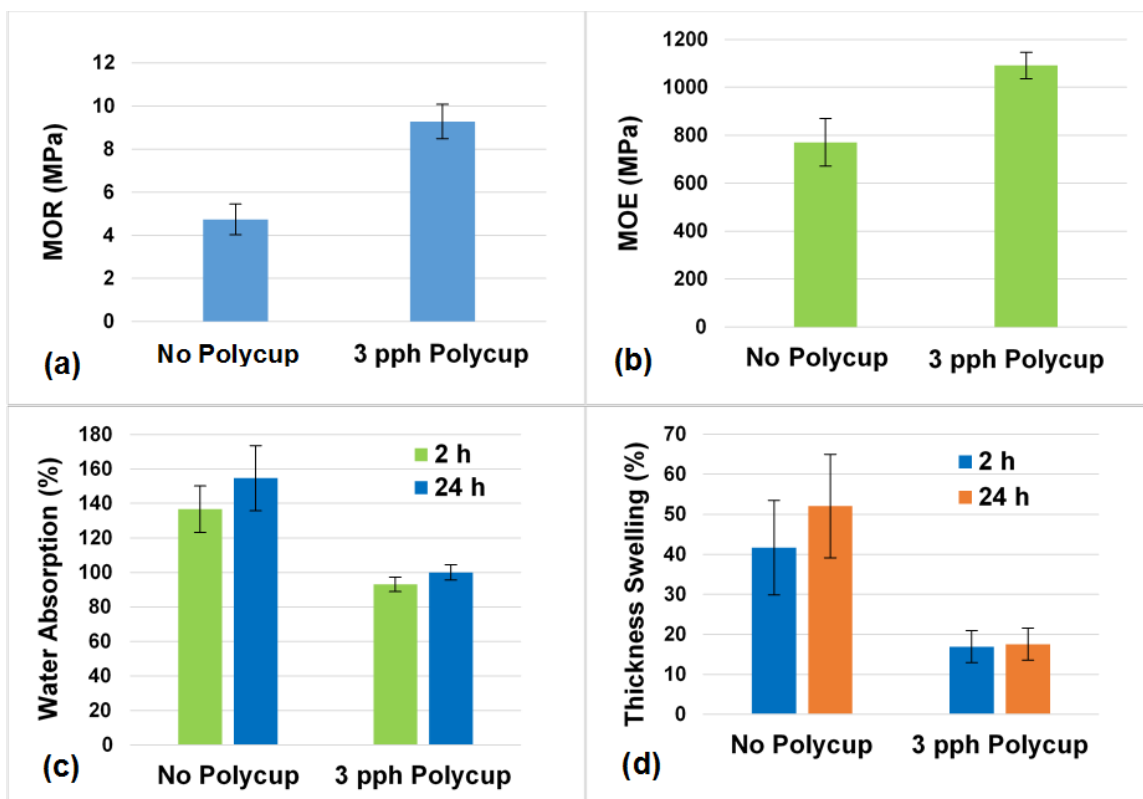 MOR (MPa)
12
10
8
6
4
2
0
No Polycup
3 pph Polycup
(a)
MOE (MPa)
1200
1000
800
600
400
200
0
No Polycup
3 pph Polycup
(b)
Water Absorption (%)
180
160
140
120
100
80
60
40
20
0
2 h
24 h
No Polycup
3 pph Polycup
(c)
Thickness Swelling (%)
70
60
50
40
30
20
10
0
2 h
24 h
No Polycup
3 pph Polycup
(d)